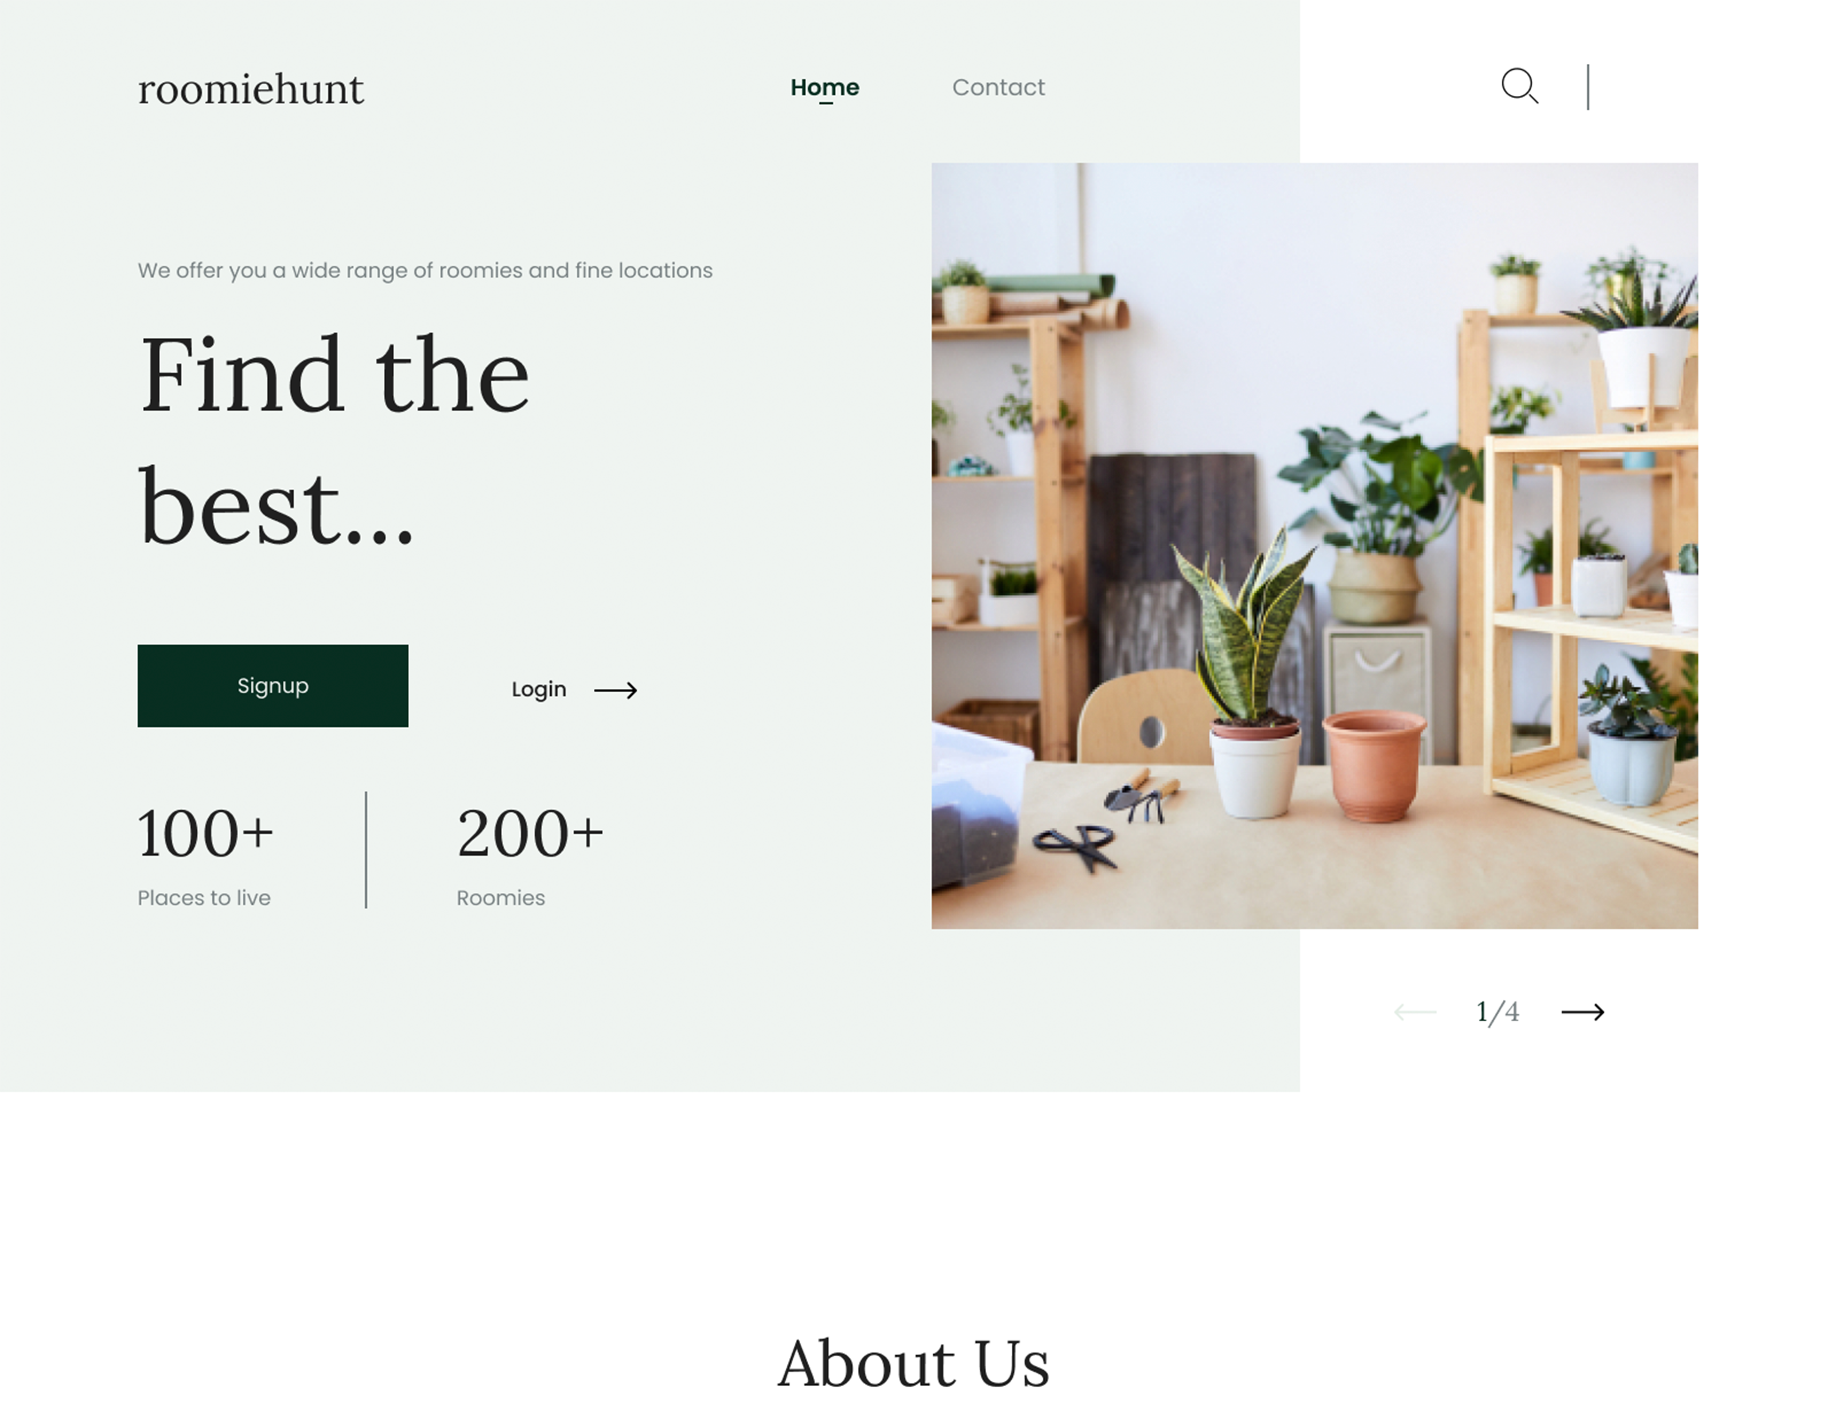 roomiehunt
Home
Contact
We offer you a wide range of roomies and fine locations
Find the
best...
Signup
Login
100+
200+
Places to live
Roomies
1/4
About Us